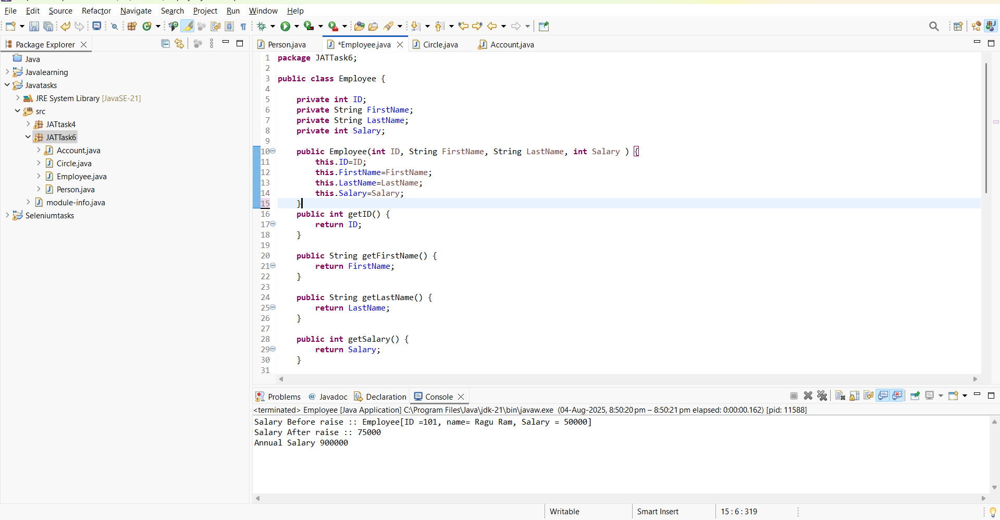 File Edit Source Refactor Navigate Search Project Run Window Help
Package Explorer
Java
Javalearning
Javatasks
JRE System Library [JavaSE-21]
src
JATtask4
JATTask6
Account.java
Circle.java
Employee.java
Person.java
module-info.java
Seleniumtasks
Person.java *Employee.java Circle.java Account.java
1 package JATTask6;
2
3 public class Employee {
4
5 private int ID;
6 private String FirstName;
7 private String LastName;
8 private int Salary;
9
10 public Employee(int ID, String FirstName, String LastName, int Salary ) {
11 this.ID=ID;
12 this.FirstName=FirstName;
13 this.LastName=LastName;
14 this.Salary=Salary;
15 }
16 public int getID() {
17 return ID;
18 }
19
20 public String getFirstName() {
21 return FirstName;
22 }
23
24 public String getLastName() {
25 return LastName;
26 }
27
28 public int getSalary() {
29 return Salary;
30 }
31
Problems @ Javadoc Declaration Console
<terminated> Employee [Java Application] C:\Program Files\Java\jdk-21\bin\javaw.exe (04-Aug-2025, 8:50:20 pm – 8:50:21 pm elapsed: 0:00:00.162) [pid: 11588]
Salary Before raise :: Employee[ID =101, name= Ragu Ram, Salary = 50000]
Salary After raise :: 75000
Annual Salary 900000
Writable Smart Insert 15 : 6 : 319